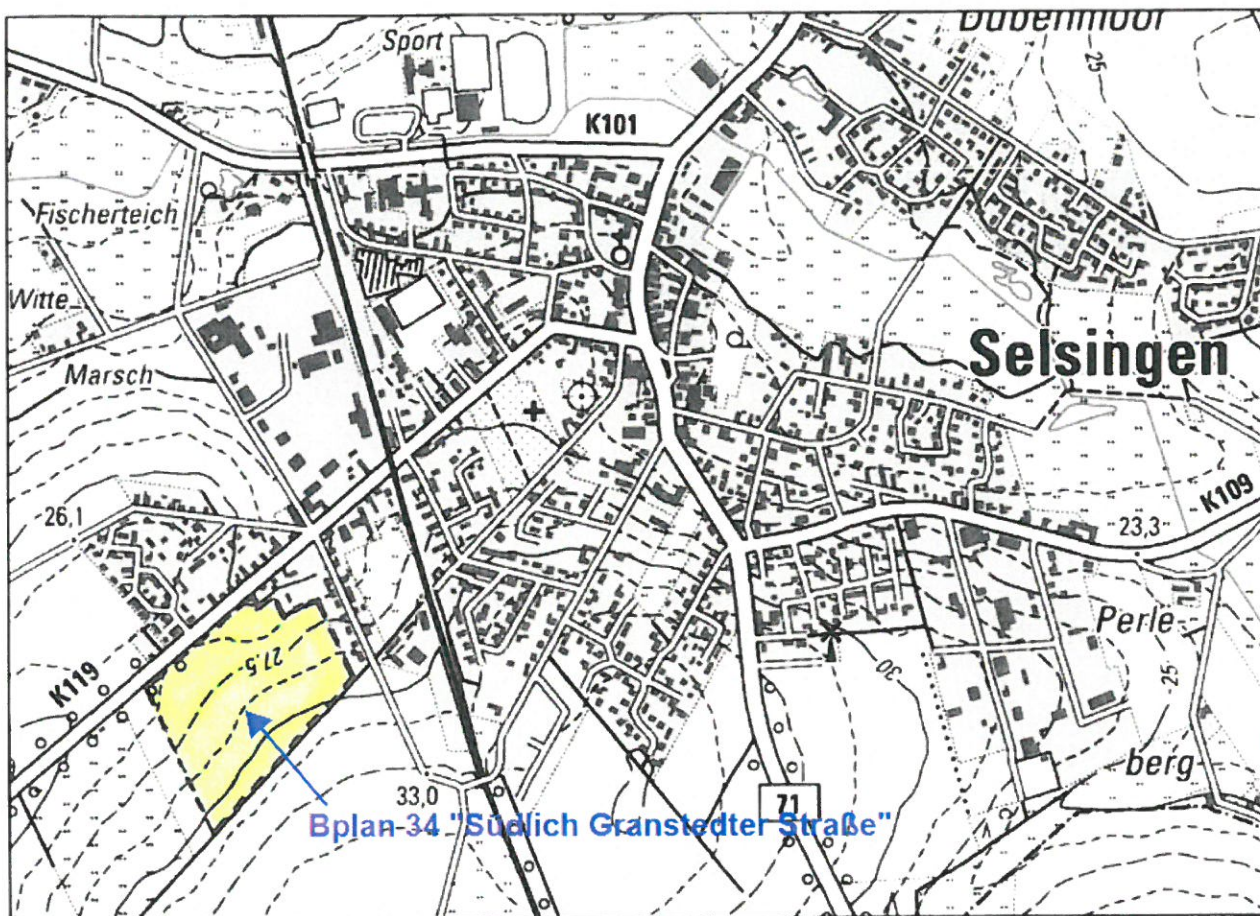 Dübenmoor
Sport
25
K101
Fischerteich
Witte
Selsingen
Marsch
26,1
K109
23,3
Perle
27,5
K119
30
25
berg
33,0
71
Bplan-34 "Südlich Granstedter Straße"